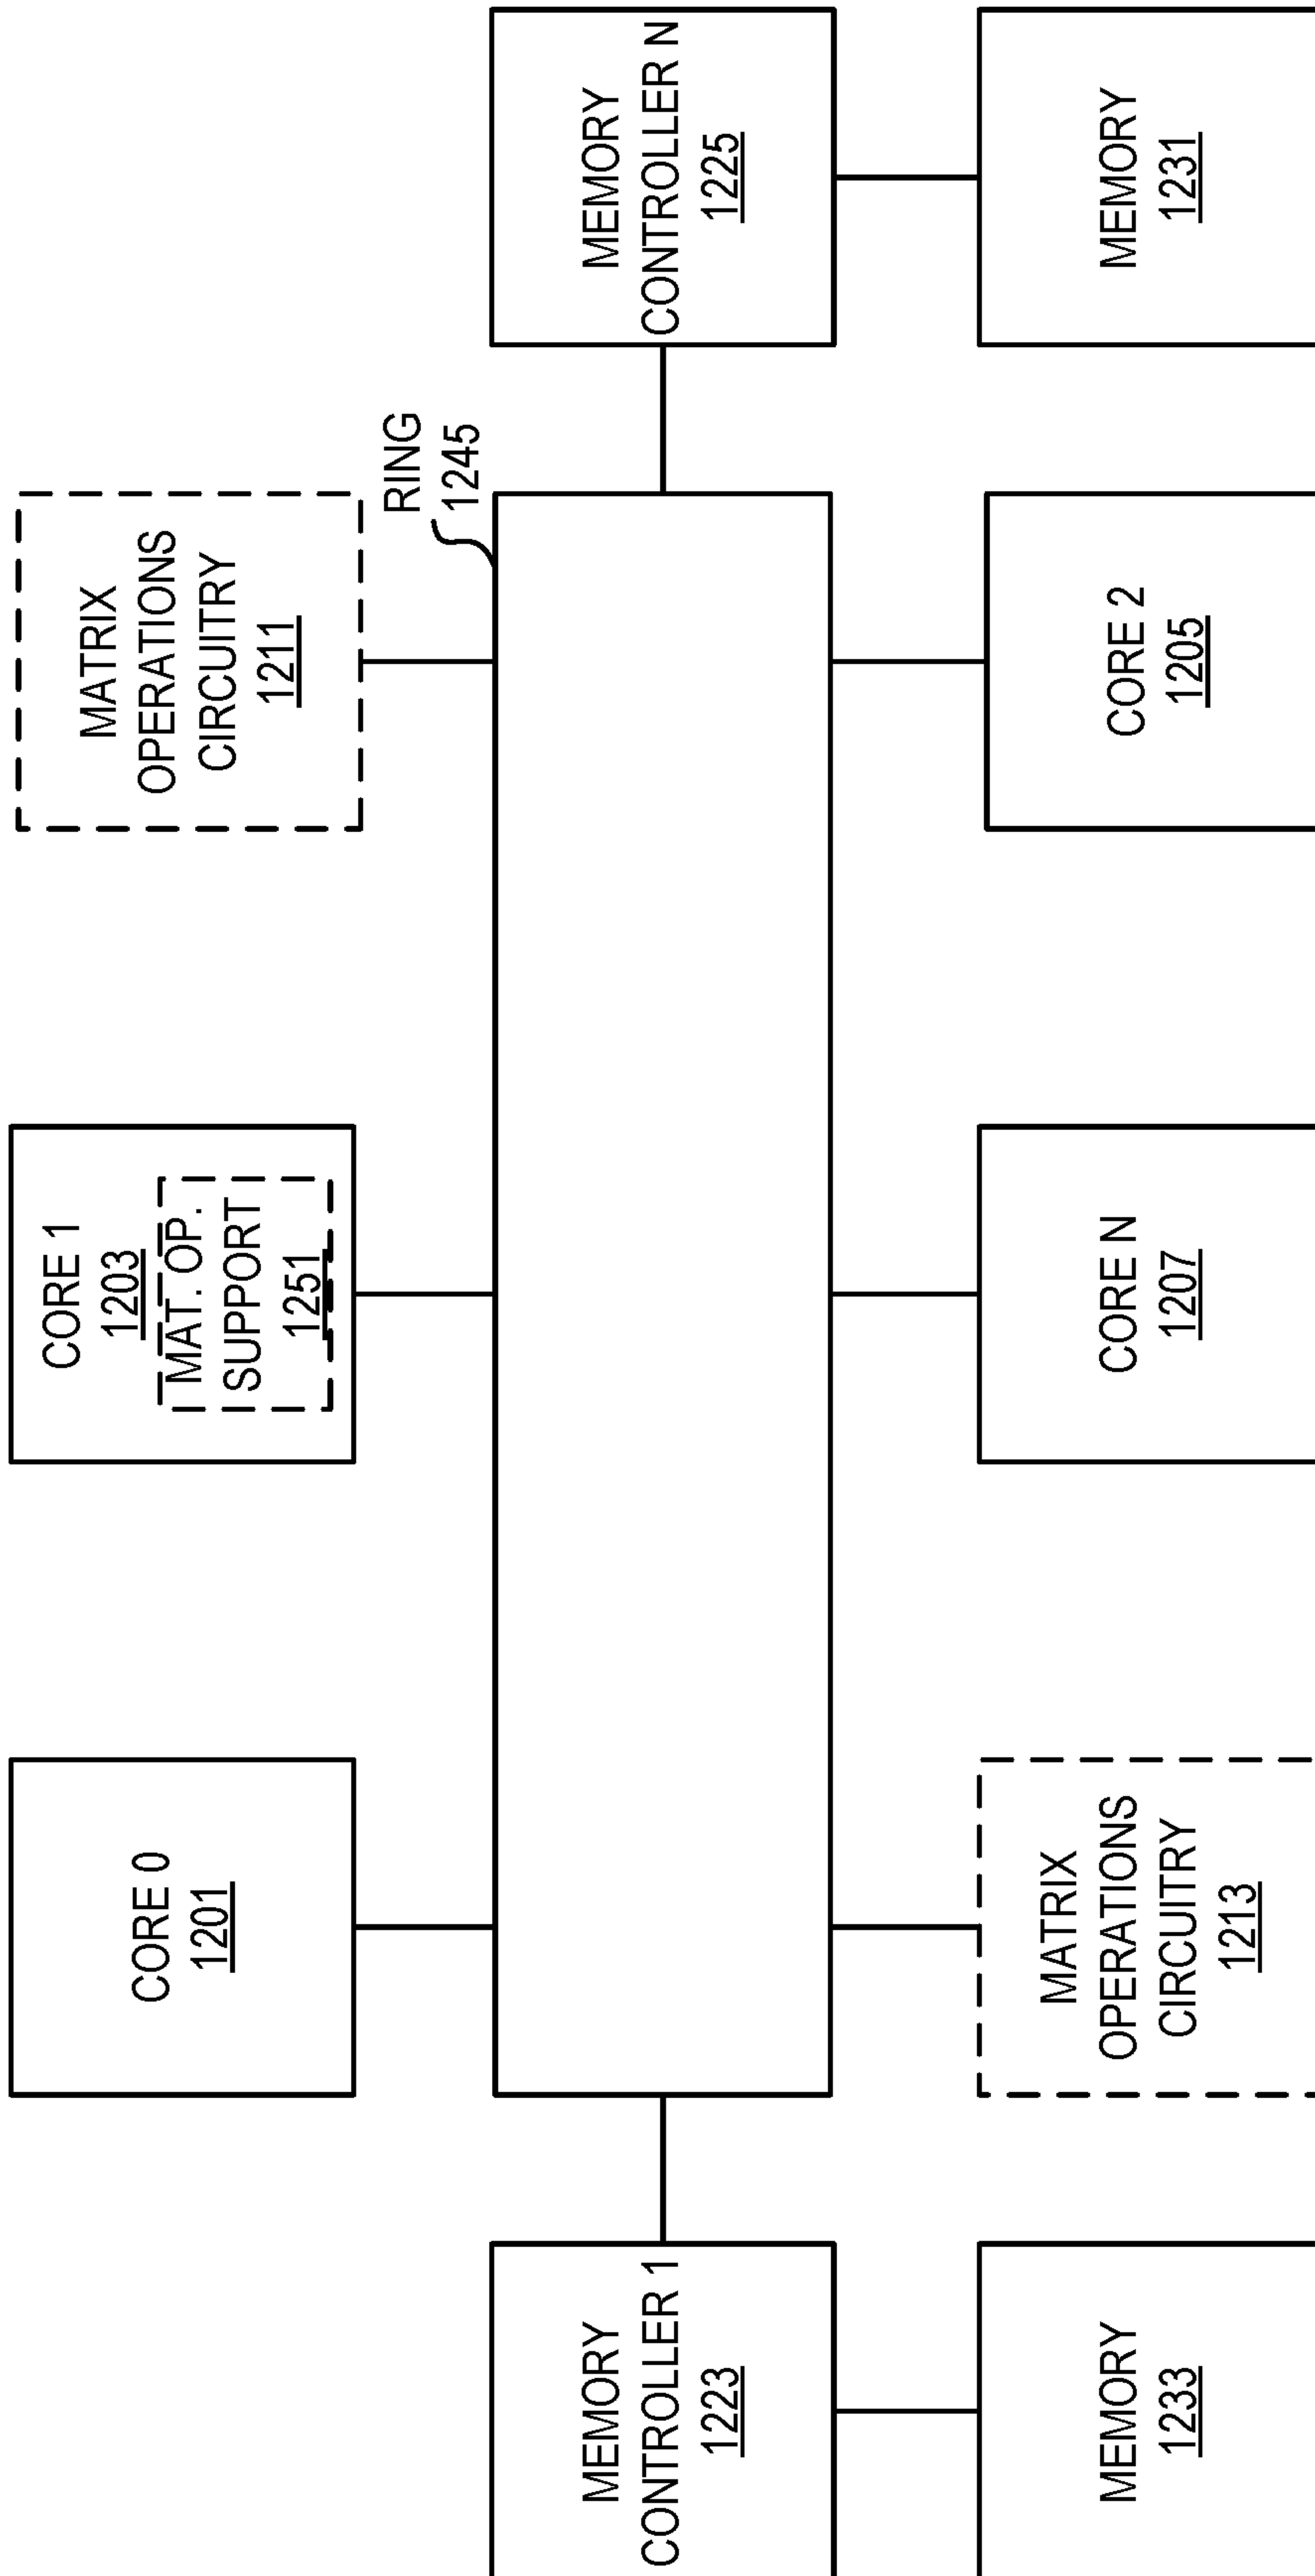 CORE 0
1201
CORE 1
1203
MAT. OP.
SUPPORT
1251
MATRIX
OPERATIONS
CIRCUITRY
1211
RING
1245
MEMORY
CONTROLLER 1
1223
MEMORY
CONTROLLER N
1225
MEMORY
1233
MATRIX
OPERATIONS
CIRCUITRY
1213
CORE N
1207
CORE 2
1205
MEMORY
1231